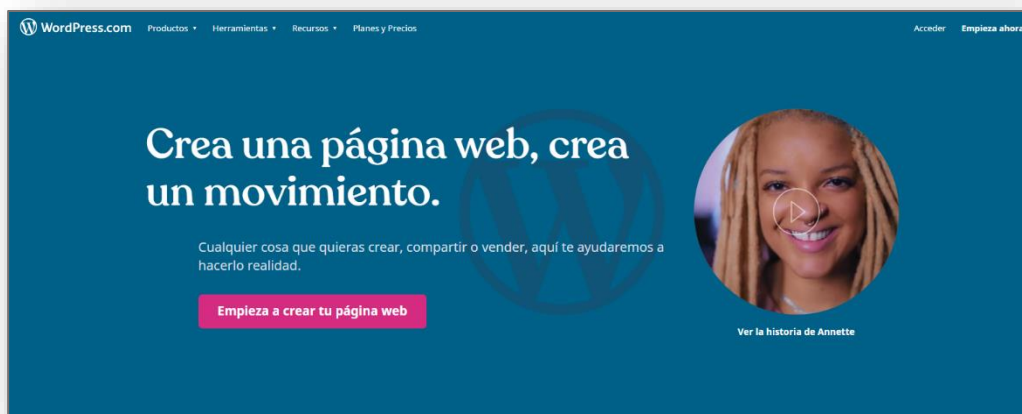 WordPress.com Productos Herramientas Recursos Planes y Precios Acceder Empieza ahora
Crea una página web, crea
un movimiento.
Cualquier cosa que quieras crear, compartir o vender, aquí te ayudaremos a
hacerlo realidad.
Empieza a crear tu página web
Ver la historia de Annette